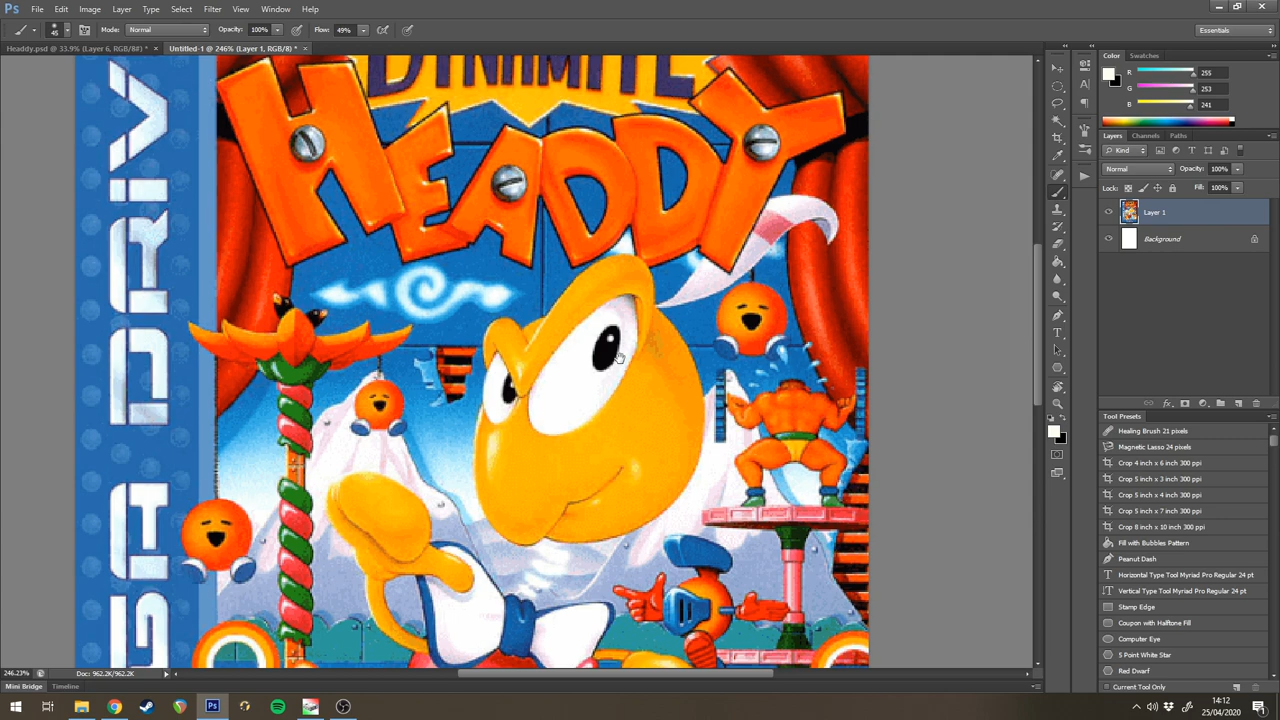 Ps File Edit Image Layer Type Select Filter View Window Help
45 Mode: Normal Opacity: 100% Flow: 49% Essentials
Headdy.psd @ 33.9% (Layer 6, RGB/8#) * × Untitled-1 @ 246% (Layer 1, RGB/8) * ×
DYNAMITE
HEADDY
GA DRIV
Color Swatches
R 255
G 253
B 241
Layers Channels Paths
Kind
Normal Opacity: 100%
Lock: Fill: 100%
Layer 1
Background
Tool Presets
Healing Brush 21 pixels
Magnetic Lasso 24 pixels
Crop 4 inch x 6 inch 300 ppi
Crop 5 inch x 3 inch 300 ppi
Crop 5 inch x 4 inch 300 ppi
Crop 5 inch x 7 inch 300 ppi
Crop 8 inch x 10 inch 300 ppi
Fill with Bubbles Pattern
Peanut Dash
Horizontal Type Tool Myriad Pro Regular 24 pt
Vertical Type Tool Myriad Pro Regular 24 pt
Stamp Edge
Coupon with Halftone Fill
Computer Eye
5 Point White Star
Red Dwarf
Current Tool Only
246.23% Doc: 962.2K/962.2K
Mini Bridge Timeline
Ps
14:12
25/04/2020